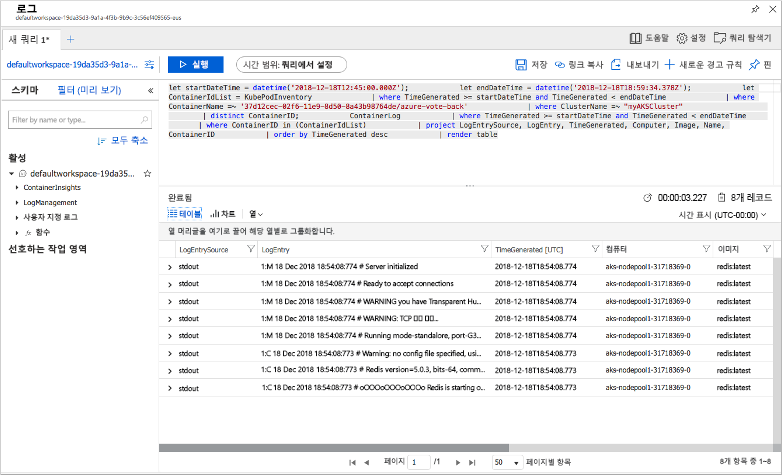 로그
defaultworkspace-19da35d3-9a1a-4f3b-9b9c-3c56ef409565-eus
새 쿼리 1*
+
도움말
설정
쿼리 탐색기
defaultworkspace-19da35d3-9a1a-...
실행
시간 범위: 쿼리에서 설정
저장
링크 복사
내보내기
새로운 경고 규칙
핀
스키마
필터 (미리 보기)
«
Filter by name or type...
모두 축소
활성
defaultworkspace-19da35...
ContainerInsights
LogManagement
사용자 지정 로그
fx 함수
선호하는 작업 영역
let startDateTime = datetime('2018-12-18T12:45:00.000Z'); let endDateTime = datetime('2018-12-18T18:59:34.378Z'); let
ContainerIdList = KubePodInventory | where TimeGenerated >= startDateTime and TimeGenerated < endDateTime | where
ContainerName =~ '37d12cec-02f6-11e9-8d50-0a43b98764de/azure-vote-back' | where ClusterName =~ "myAKSCluster"
| distinct ContainerID; ContainerLog | where TimeGenerated >= startDateTime and TimeGenerated < endDateTime
| where ContainerID in (ContainerIdList) | project LogEntrySource, LogEntry, TimeGenerated, Computer, Image, Name,
ContainerID | order by TimeGenerated desc | render table
완료됨
00:00:03.227
8개 레코드
테이블
차트
열
시간 표시 (UTC-00:00)
열 머리글을 여기로 끌어 해당 열별로 그룹화합니다.
LogEntrySource LogEntry TimeGenerated [UTC] 컴퓨터 이미지
stdout 1:M 18 Dec 2018 18:54:08:774 # Server initialized 2018-12-18T18:54:08.774 aks-nodepool1-31718369-0 redis:latest
stdout 1:M 18 Dec 2018 18:54:08:774 # Ready to accept connections 2018-12-18T18:54:08.774 aks-nodepool1-31718369-0 redis:latest
stdout 1:M 18 Dec 2018 18:54:08:774 # WARNING you have Transparent Hu... 2018-12-18T18:54:08.774 aks-nodepool1-31718369-0 redis:latest
stdout 1:M 18 Dec 2018 18:54:08:774 # WARNING: TCP ... 2018-12-18T18:54:08.774 aks-nodepool1-31718369-0 redis:latest
stdout 1:M 18 Dec 2018 18:54:08:774 # Running mode-standalore, port-G3... 2018-12-18T18:54:08.774 aks-nodepool1-31718369-0 redis:latest
stdout 1:C 18 Dec 2018 18:54:08:773 # Warning: no config file specified, usi... 2018-12-18T18:54:08.773 aks-nodepool1-31718369-0 redis:latest
stdout 1:C 18 Dec 2018 18:54:08:773 # Redis version=5.0.3, bits-64, comm... 2018-12-18T18:54:08.773 aks-nodepool1-31718369-0 redis:latest
stdout 1:C 18 Dec 2018 18:54:08:773 # oOOOoOOOoOOOo Redis is starting o... 2018-12-18T18:54:08.773 aks-nodepool1-31718369-0 redis:latest
페이지 1 /1
50 페이지별 항목
8개 항목 중 1-8